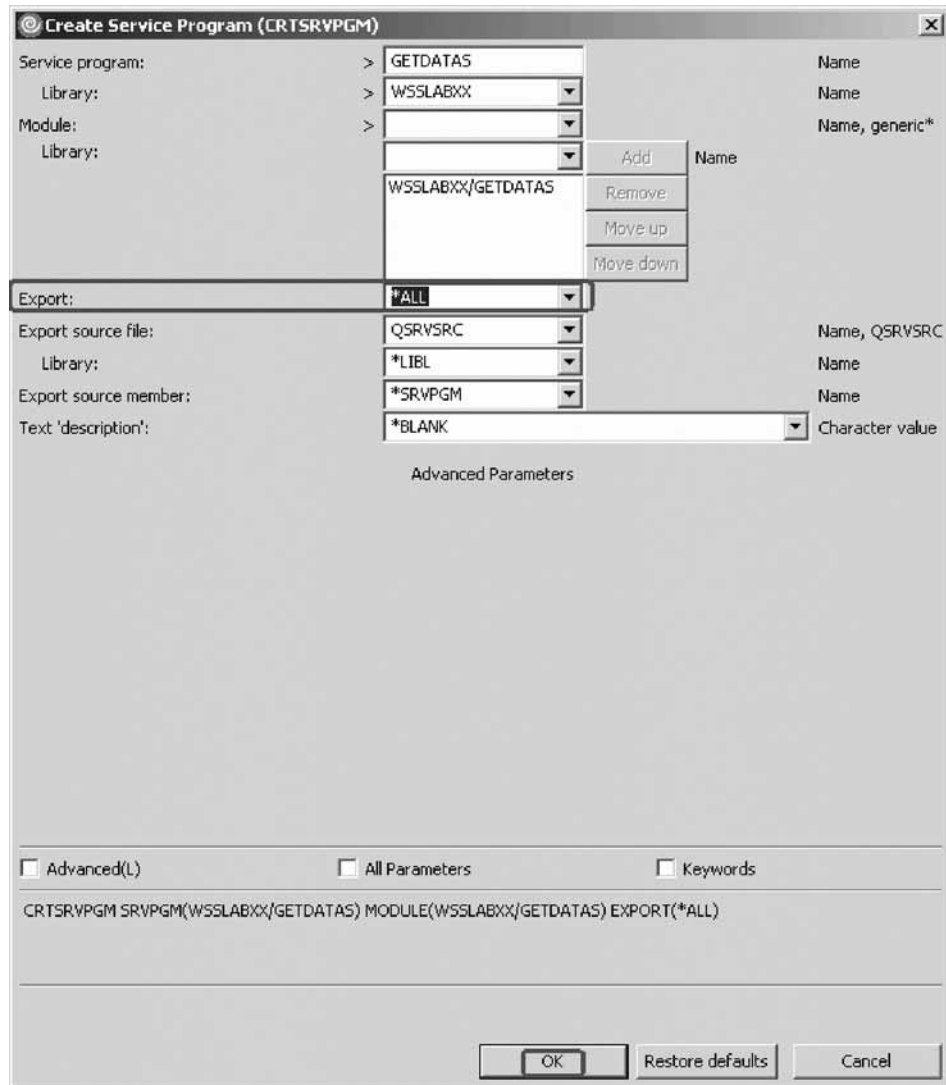 Create Service Program (CRTSRVPGM)
Service program: > GETDATAS Name
Library: > WSSLABXX Name
Module: > Name, generic*
Library: Add Name
WSSLABXX/GETDATAS Remove
Move up
Move down
Export: *ALL
Export source file: QSRVSRC Name, QSRVSRC
Library: *LIBL Name
Export source member: *SRVPGM Name
Text 'description': *BLANK Character value
Advanced Parameters
Advanced(L) All Parameters Keywords
CRTSRVPGM SRVPGM(WSSLABXX/GETDATAS) MODULE(WSSLABXX/GETDATAS) EXPORT(*ALL)
OK Restore defaults Cancel